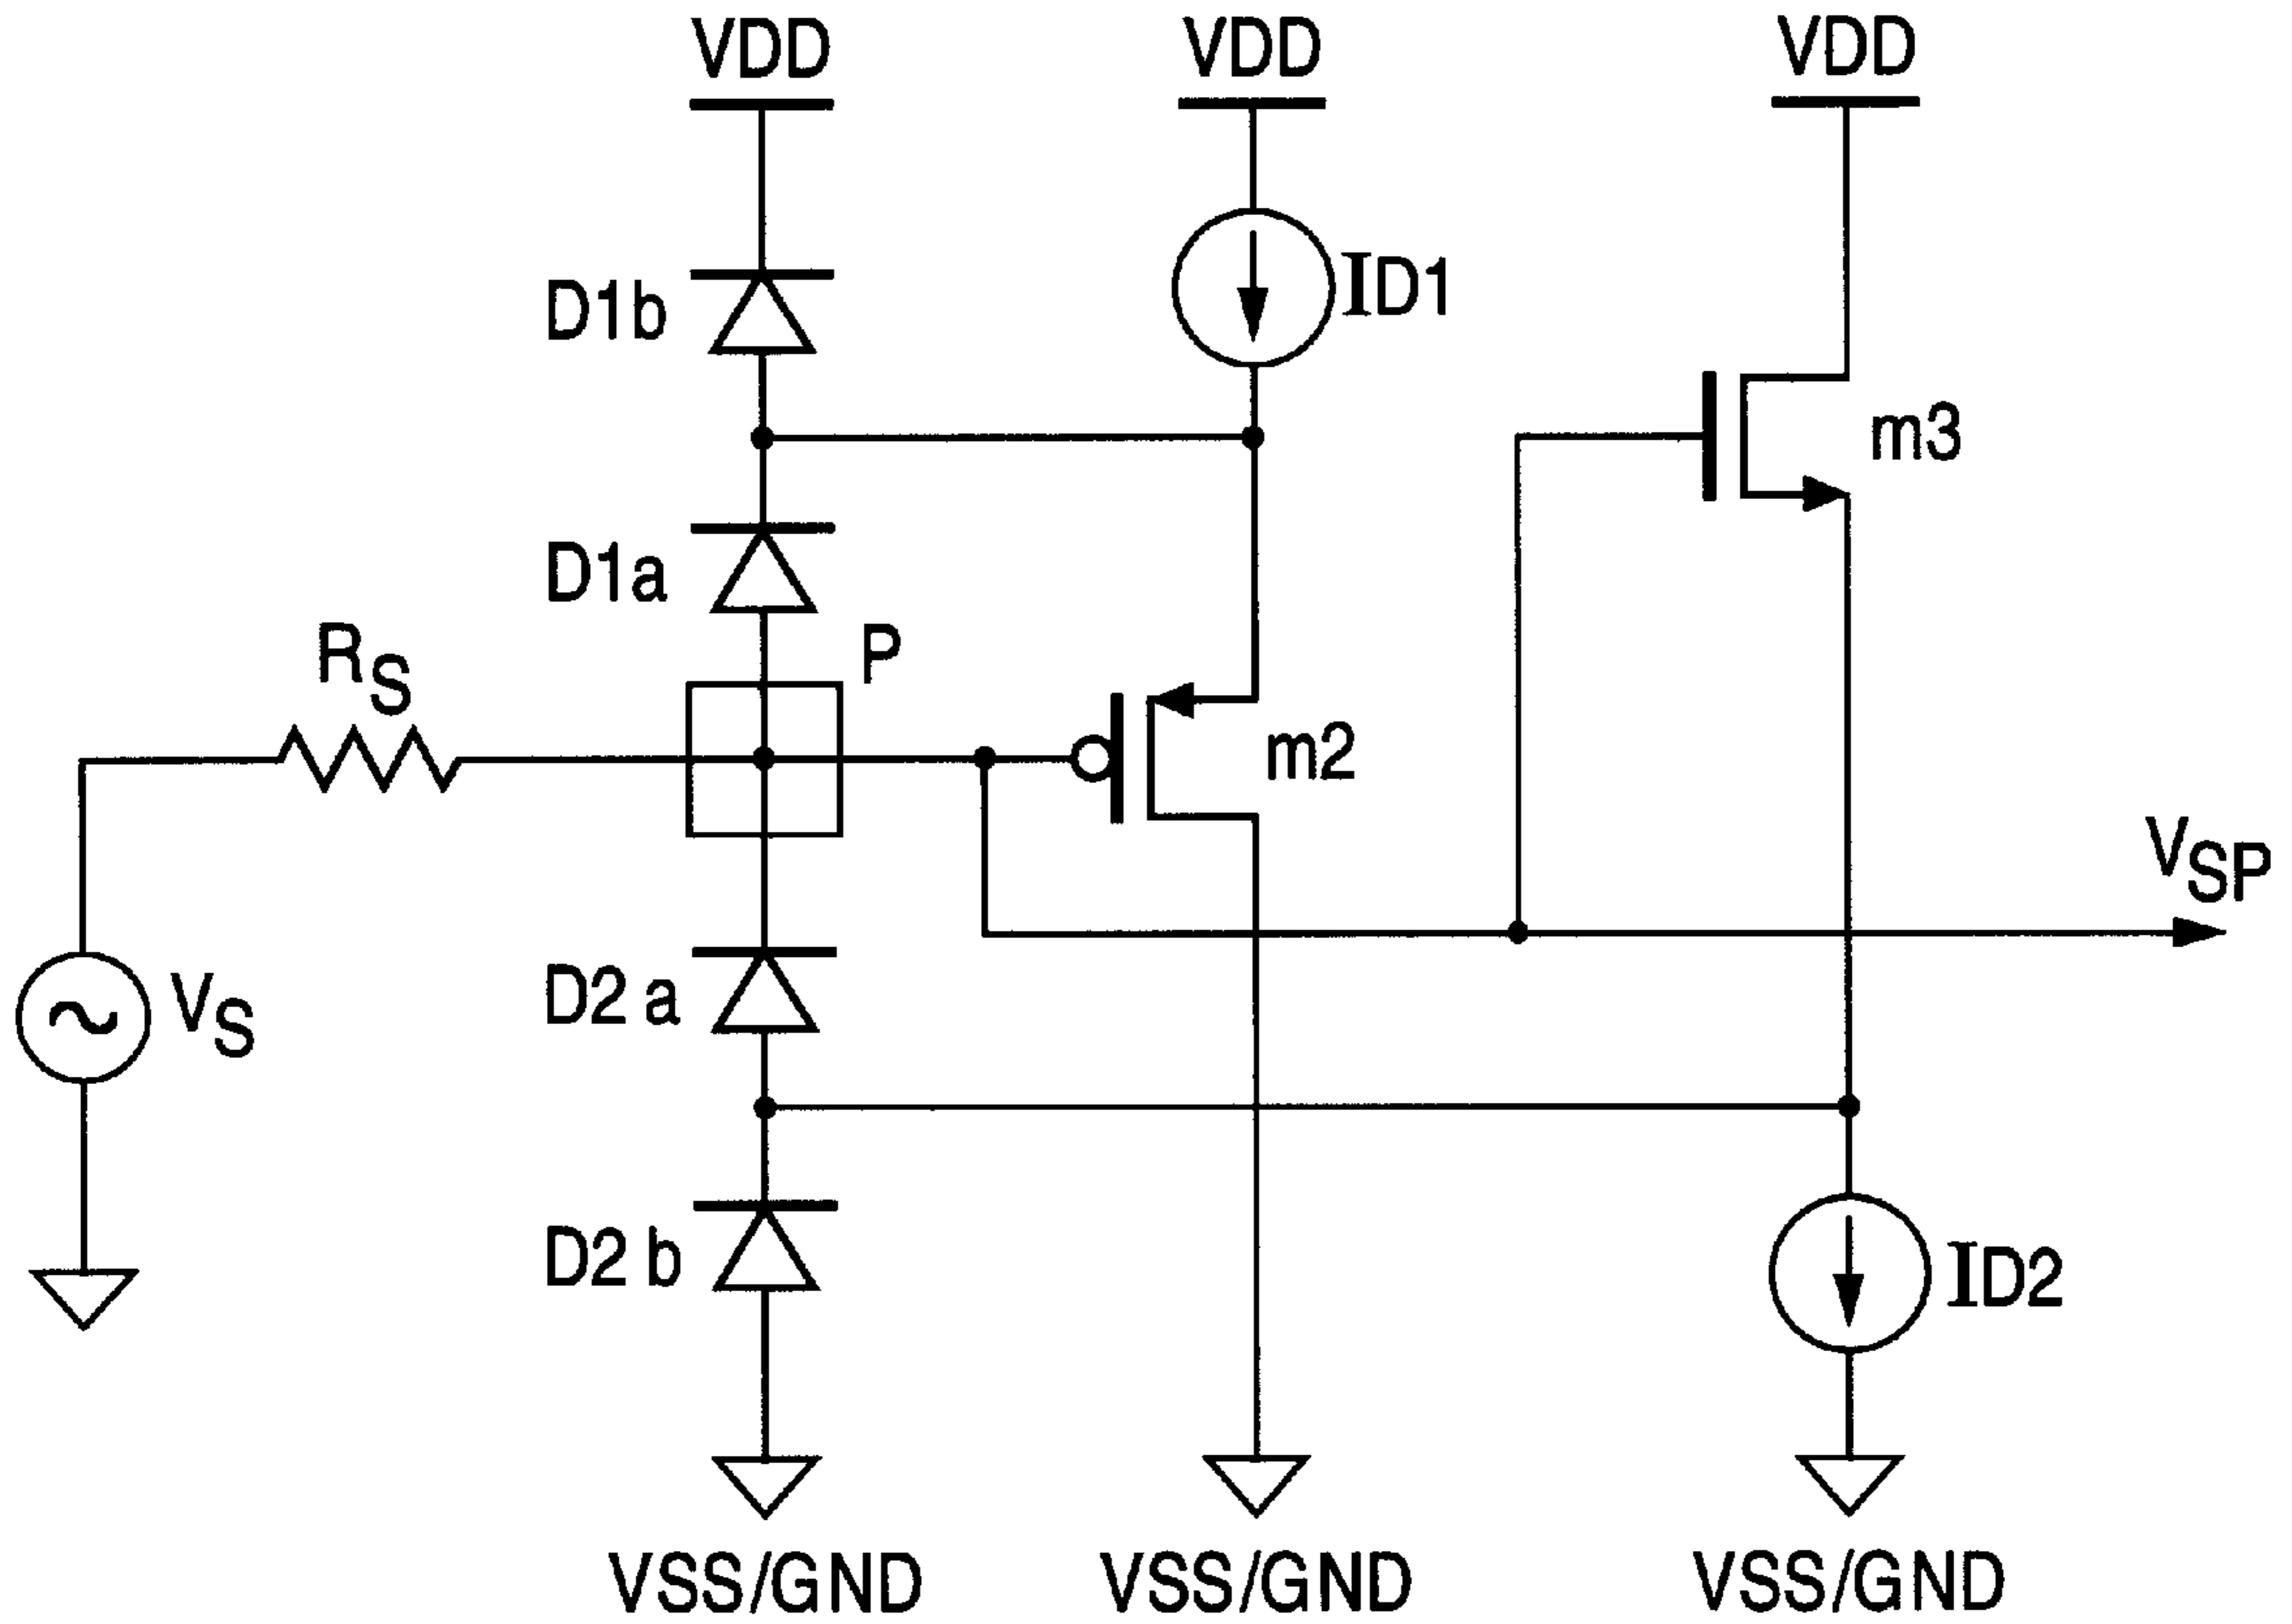 VDD VDD VDD
D1b
ID1
m3
D1a
P
RS
m2
VSP
VS
D2 a
D2 b
ID2
VSS/GND VSS/GND VSS/GND